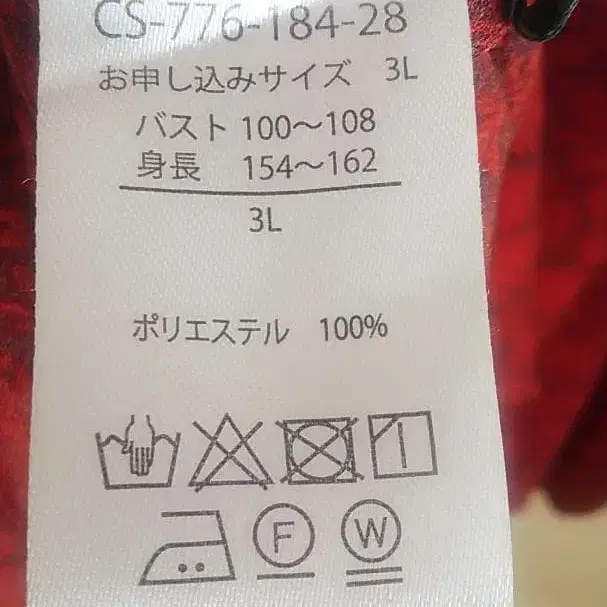 CS-776-184-28
お申し込みサイズ 3L
バスト 100～108
身長 154～162
3L
ポリエステル 100%
F W